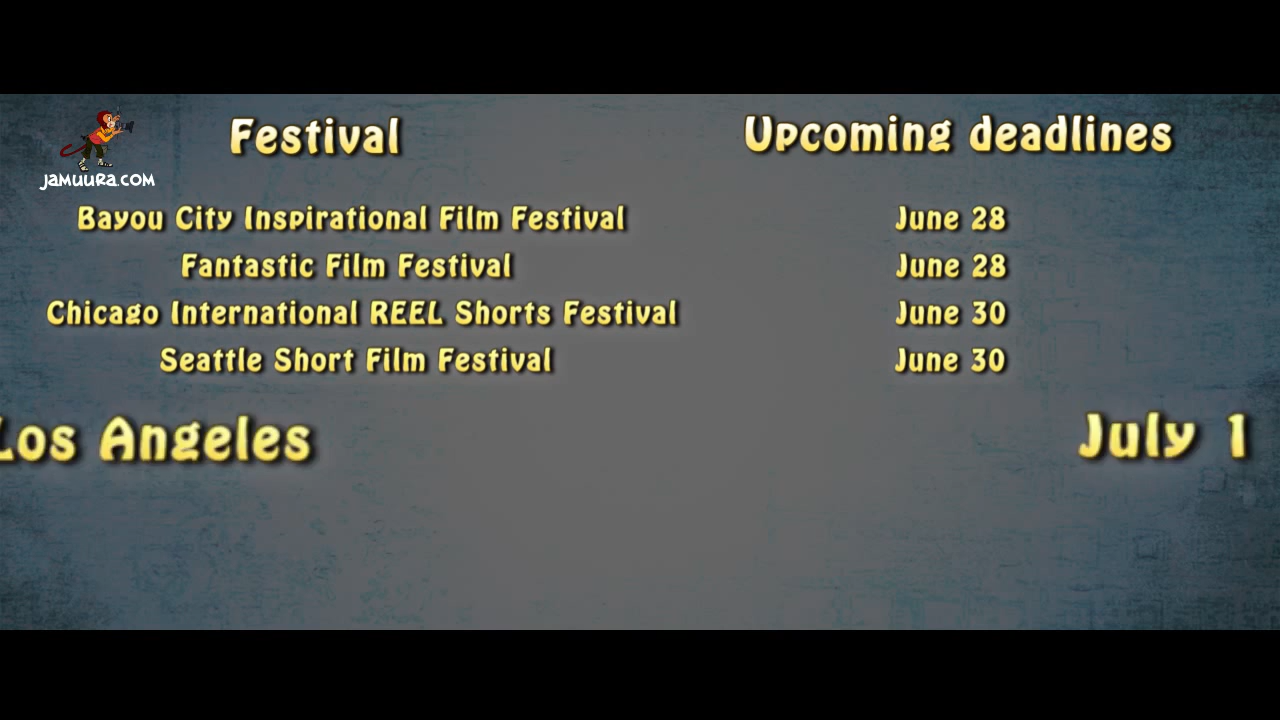 Festival Upcoming deadlines
JAMUURA.COM
Bayou City Inspirational Film Festival June 28
Fantastic Film Festival June 28
Chicago International REEL Shorts Festival June 30
Seattle Short Film Festival June 30
Los Angeles July 1